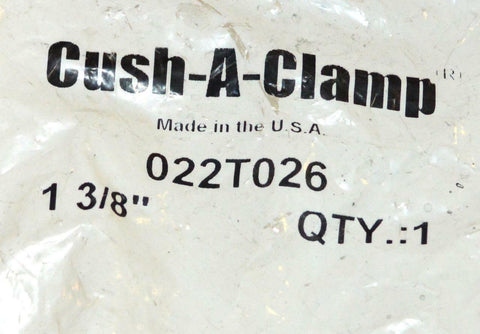 Cush-A-Clamp (R)
Made in the U.S.A.
022T026
1 3/8"
QTY.:1